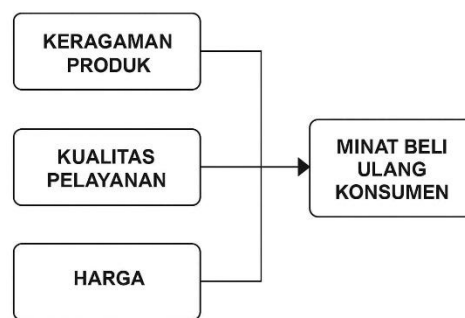 KERAGAMAN
PRODUK
KUALITAS
PELAYANAN
HARGA
MINAT BELI
ULANG
KONSUMEN